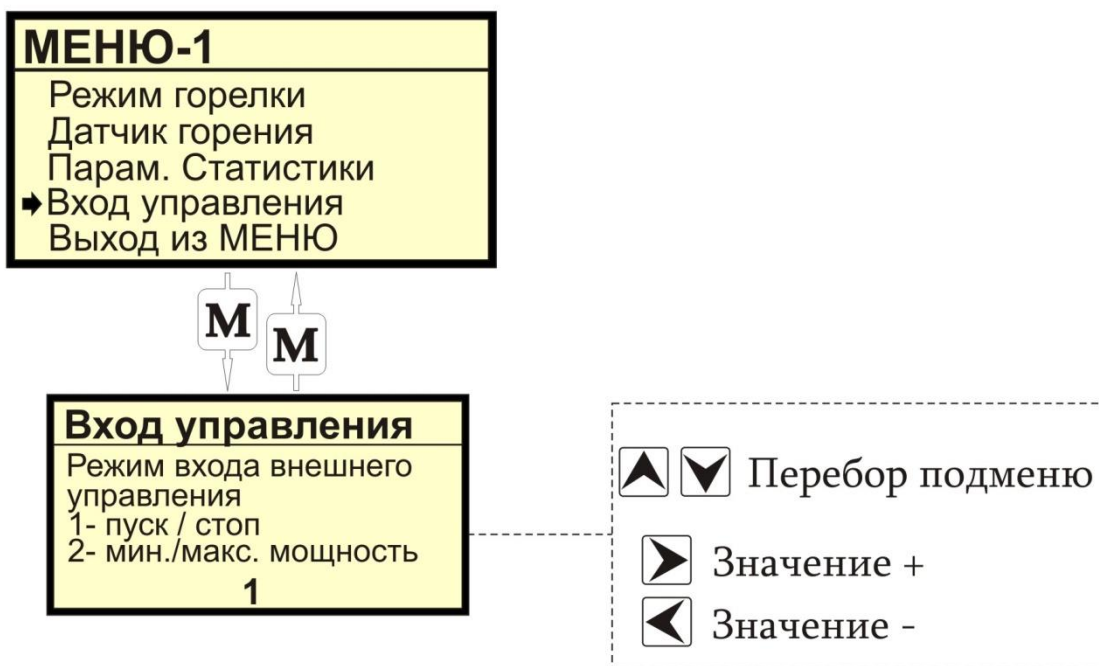 МЕНЮ-1
Режим горелки
Датчик горения
Парам. Статистики
Вход управления
Выход из МЕНЮ
М
М
Вход управления
Режим входа внешнего
управления
1- пуск / стоп
2- мин./макс. мощность
1
Перебор подменю
Значение +
Значение -